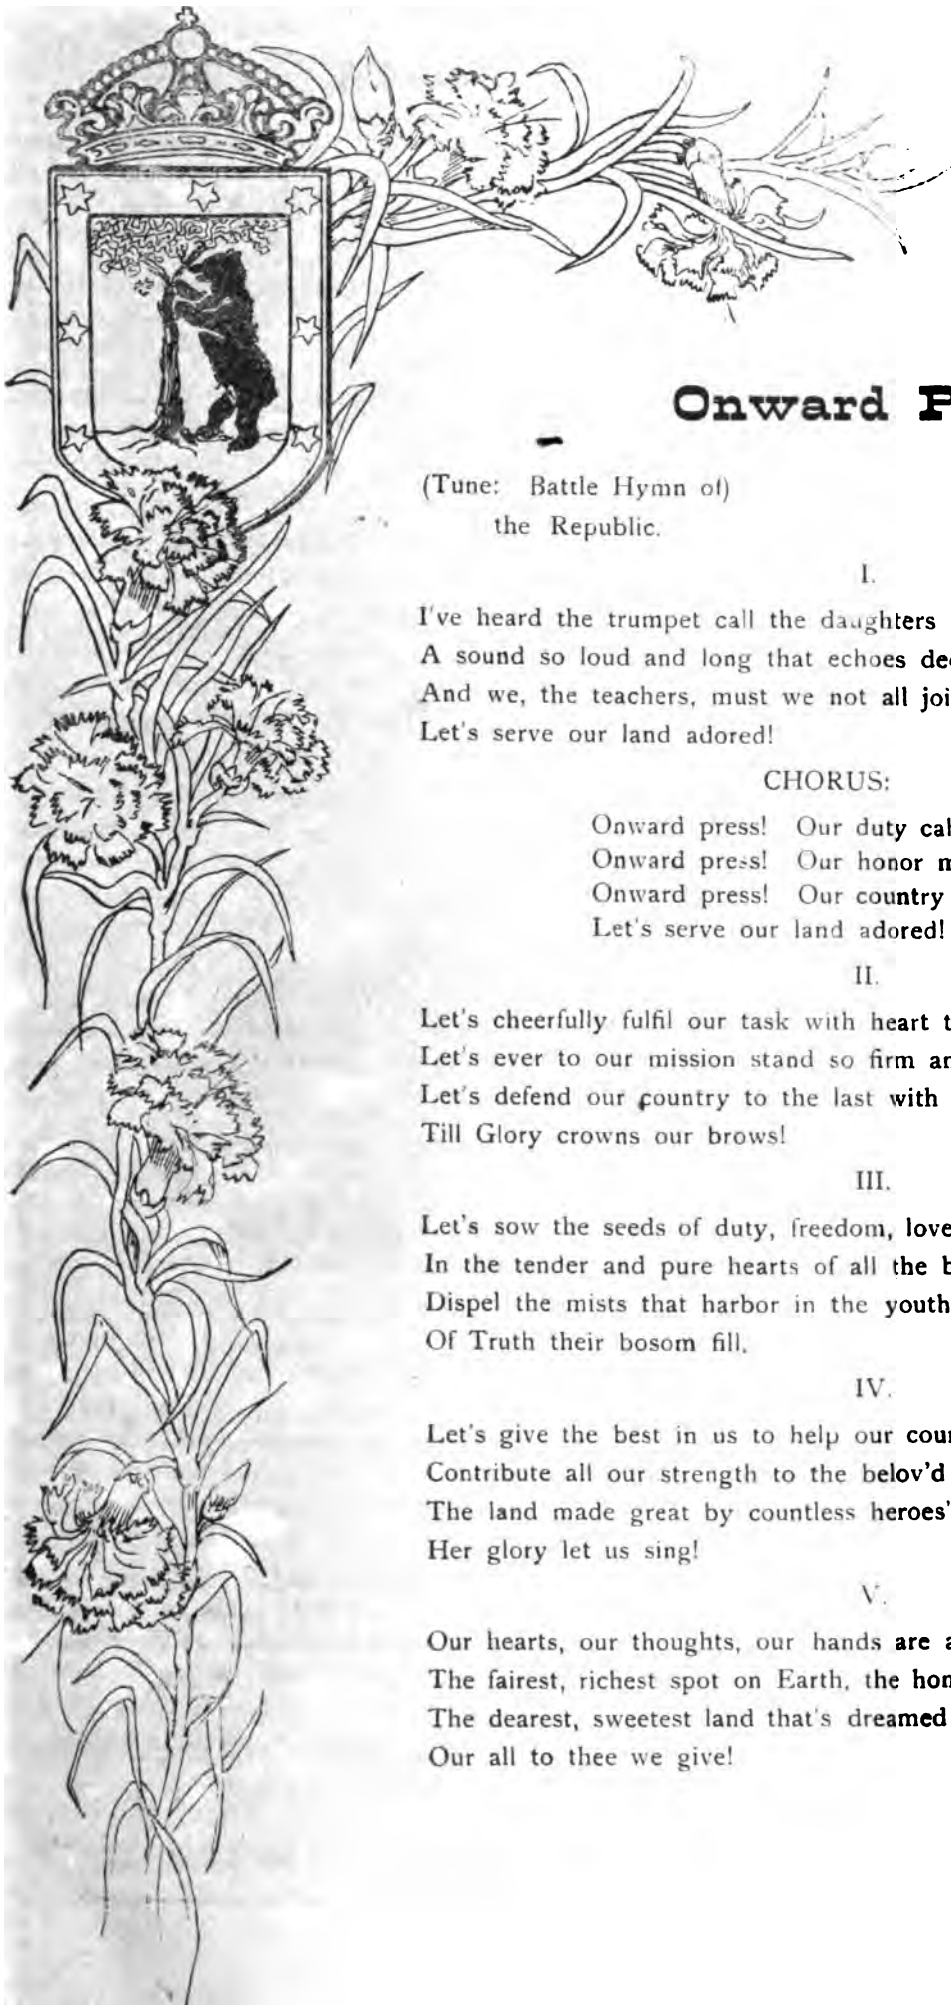 Onward P
(Tune: Battle Hymn of)
the Republic.
I.
I've heard the trumpet call the daughters
A sound so loud and long that echoes
And we, the teachers, must we not all
Let's serve our land adored!
CHORUS:
Onward press! Our duty
Onward press! Our honor
Onward press! Our country
Let's serve our land adored!
II.
Let's cheerfully fulfil our task with heart
Let's ever to our mission stand so firm
Let's defend our country to the last with
Till Glory crowns our brows!
III.
Let's sow the seeds of duty, freedom, love
In the tender and pure hearts of all the
Dispel the mists that harbor in the youth
Of Truth their bosom fill.
IV.
Let's give the best in us to help our
Contribute all our strength to the belov'd
The land made great by countless heroes'
Her glory let us sing!
V.
Our hearts, our thoughts, our hands are
The fairest, richest spot on Earth, the
The dearest, sweetest land that's dreamed
Our all to thee we give!